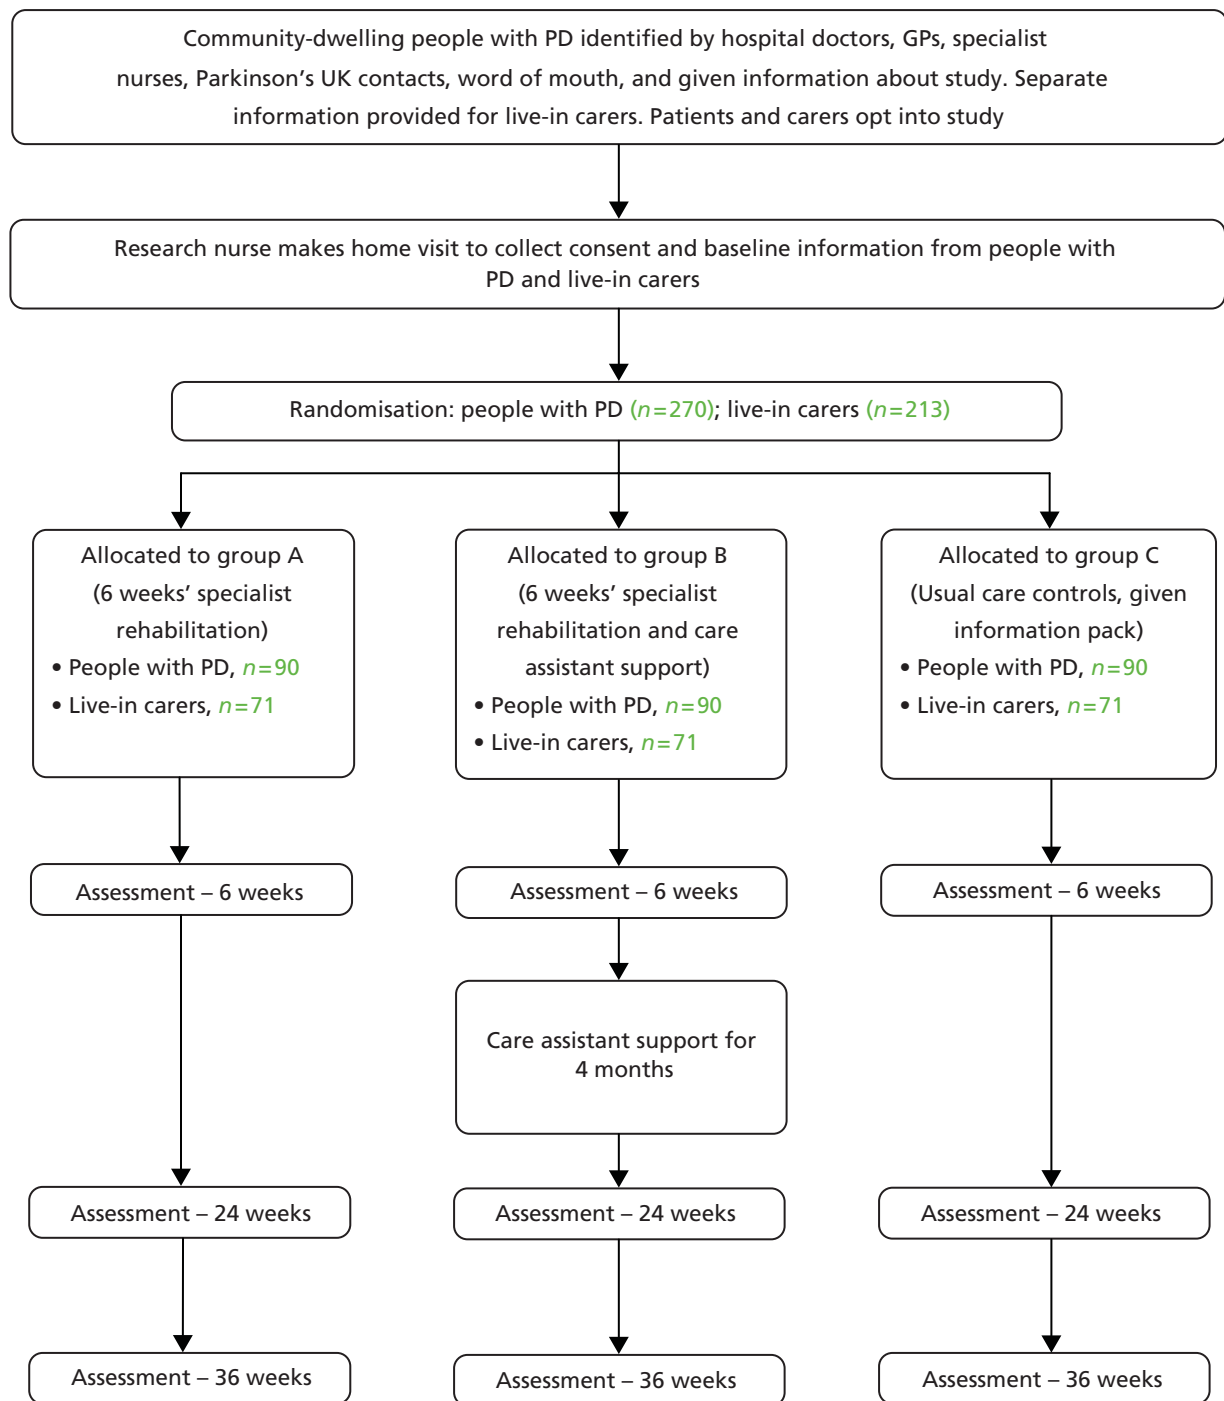 Community-dwelling people with PD identified by hospital doctors, GPs, specialist
nurses, Parkinson's UK contacts, word of mouth, and given information about study. Separate
information provided for live-in carers. Patients and carers opt into study
Research nurse makes home visit to collect consent and baseline information from people with
PD and live-in carers
Randomisation: people with PD (n=270); live-in carers (n=213)
Allocated to group A
(6 weeks' specialist
rehabilitation)
• People with PD, n=90
• Live-in carers, n=71
Allocated to group B
(6 weeks' specialist
rehabilitation and care
assistant support)
• People with PD, n=90
• Live-in carers, n=71
Allocated to group C
(Usual care controls, given
information pack)
• People with PD, n=90
• Live-in carers, n=71
Assessment – 6 weeks
Assessment – 6 weeks
Assessment – 6 weeks
Care assistant support for
4 months
Assessment – 24 weeks
Assessment – 24 weeks
Assessment – 24 weeks
Assessment – 36 weeks
Assessment – 36 weeks
Assessment – 36 weeks